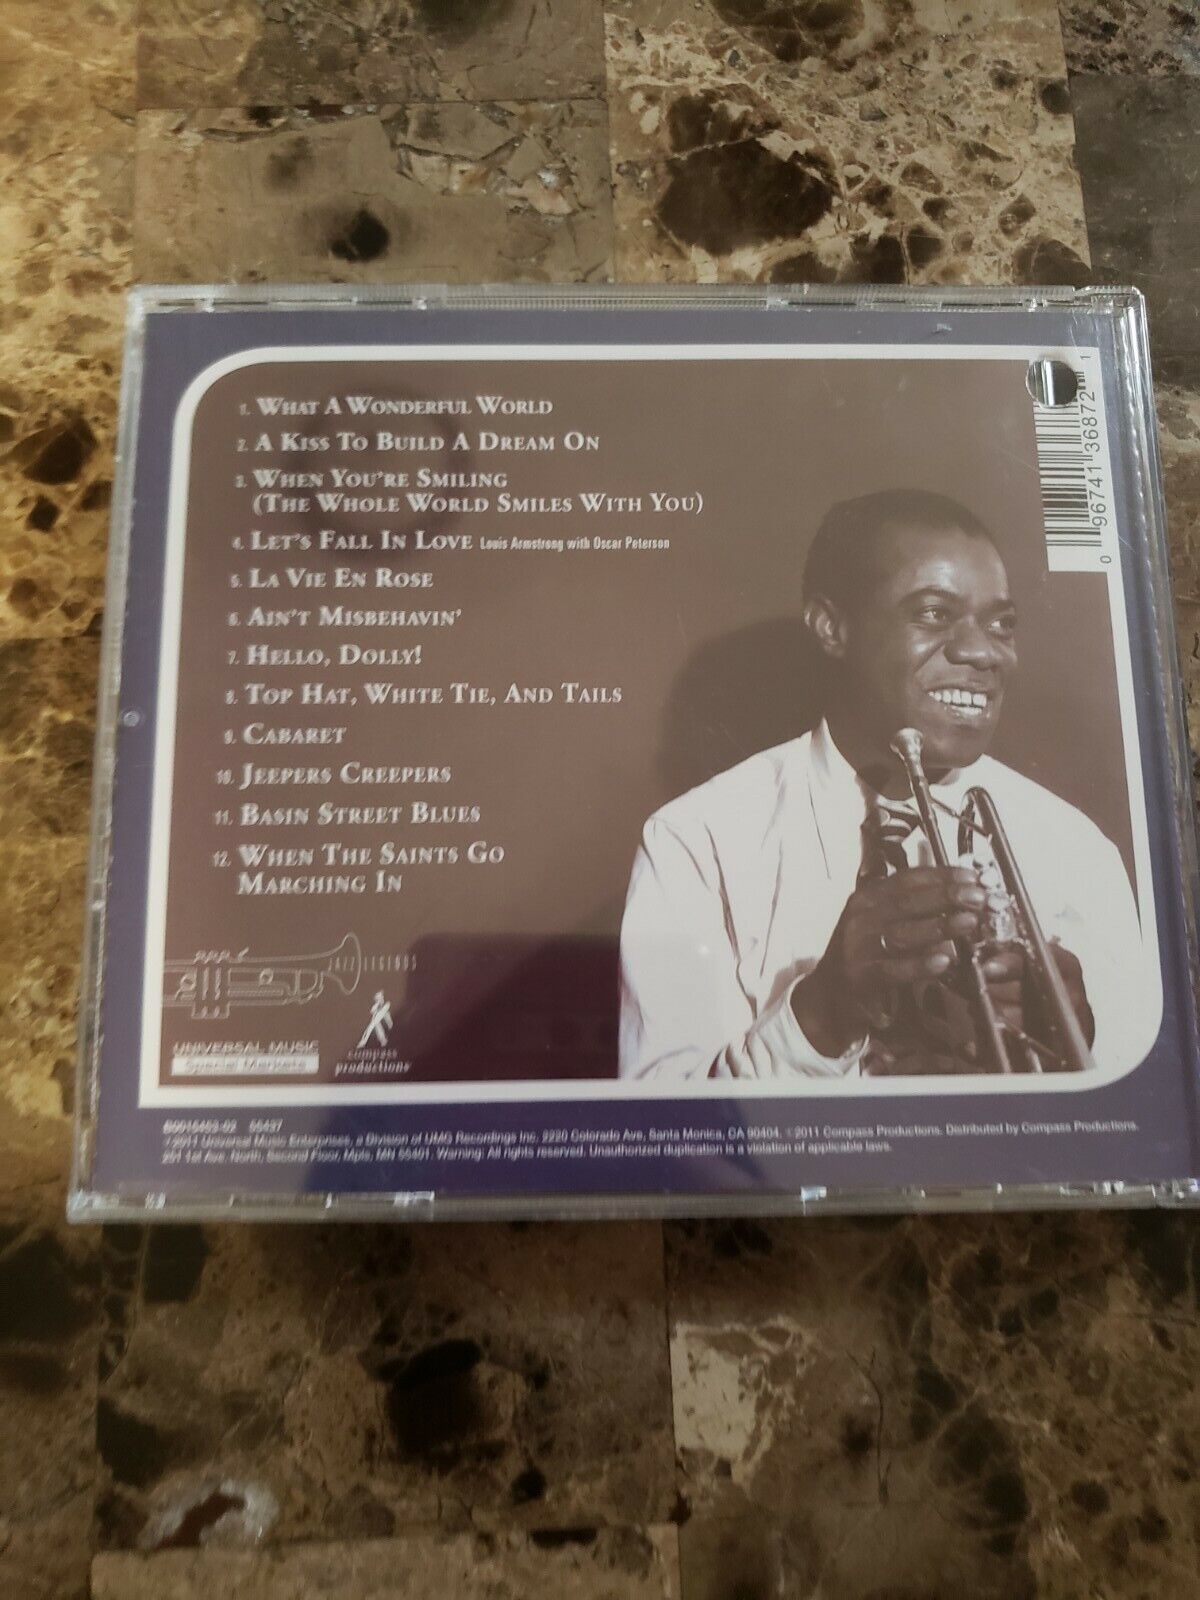 1. What A Wonderful World
2. A Kiss To Build A Dream On
3. When You're Smiling
(The Whole World Smiles With You)
4. Let's Fall In Love Louis Armstrong with Oscar Peterson
5. La Vie En Rose
6. Ain't Misbehavin'
7. Hello, Dolly!
8. Top Hat, White Tie, And Tails
9. Cabaret
10. Jeepers Creepers
11. Basin Street Blues
12. When The Saints Go
Marching In
JAZZ LEGENDS
UNIVERSAL MUSIC
Special Markets
compass
productions
0 96741 36872 1
℗2011 Universal Music Enterprises, a Division of UMG Recordings Inc. 2220 Colorado Ave, Santa Monica, CA 90404. ©2011 Compass Productions. Distributed by Compass Productions.
251 1st Ave. North, Second Floor, Mpls, MN 55401. Warning: All rights reserved. Unauthorized duplication is a violation of applicable laws.